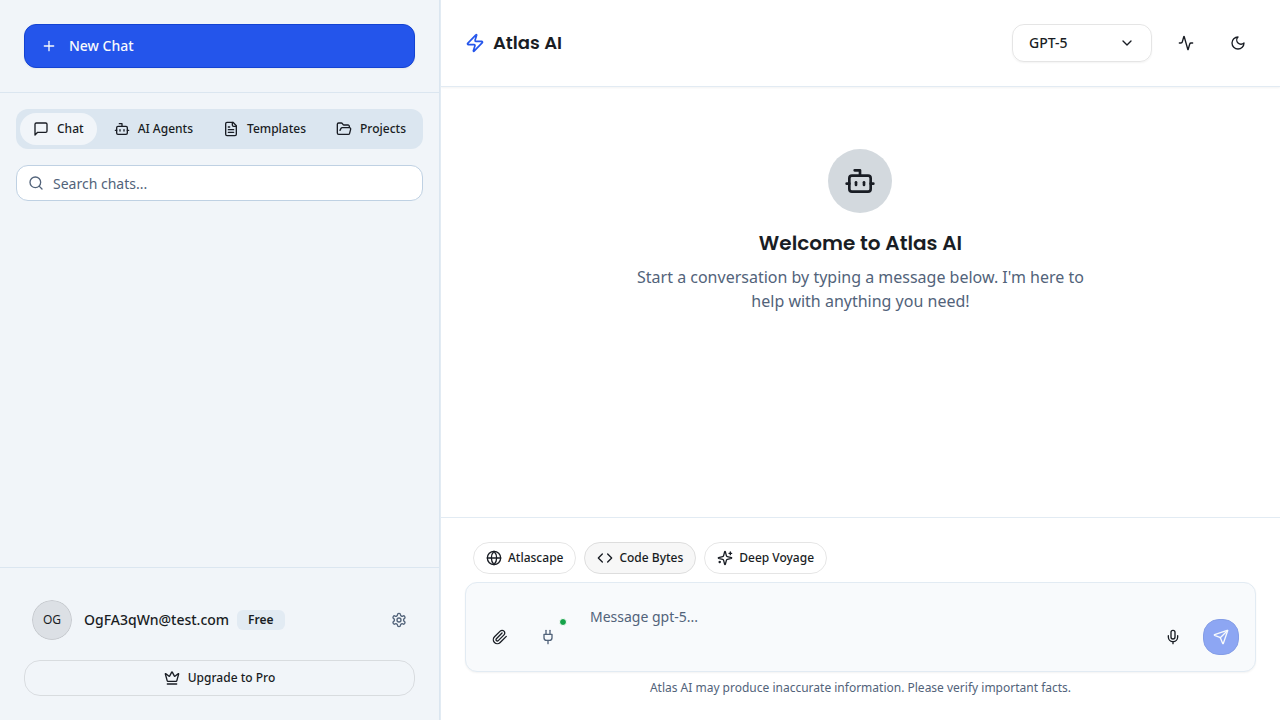 New Chat
Chat
AI Agents
Templates
Projects
Search chats...
OG
OgFA3qWn@test.com
Free
Upgrade to Pro
Atlas AI
GPT-5
Welcome to Atlas AI
Start a conversation by typing a message below. I'm here to
help with anything you need!
Atlascape
Code Bytes
Deep Voyage
Message gpt-5...
Atlas AI may produce inaccurate information. Please verify important facts.